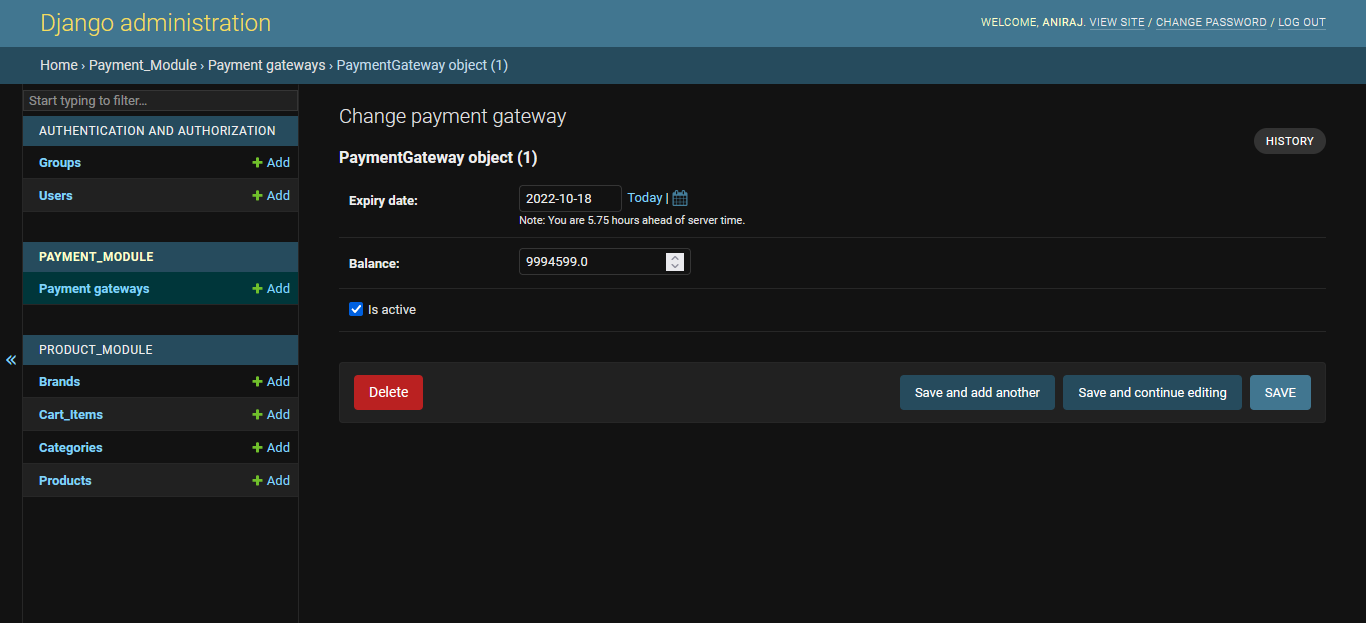 Django administration
WELCOME, ANIRAJ. VIEW SITE / CHANGE PASSWORD / LOG OUT
Home › Payment_Module › Payment gateways › PaymentGateway object (1)
Start typing to filter...
AUTHENTICATION AND AUTHORIZATION
Groups + Add
Users + Add
PAYMENT_MODULE
Payment gateways + Add
PRODUCT_MODULE
Brands + Add
Cart_Items + Add
Categories + Add
Products + Add
«
Change payment gateway
HISTORY
PaymentGateway object (1)
Expiry date: 2022-10-18 Today |
Note: You are 5.75 hours ahead of server time.
Balance: 9994599.0
Is active
Delete Save and add another Save and continue editing SAVE